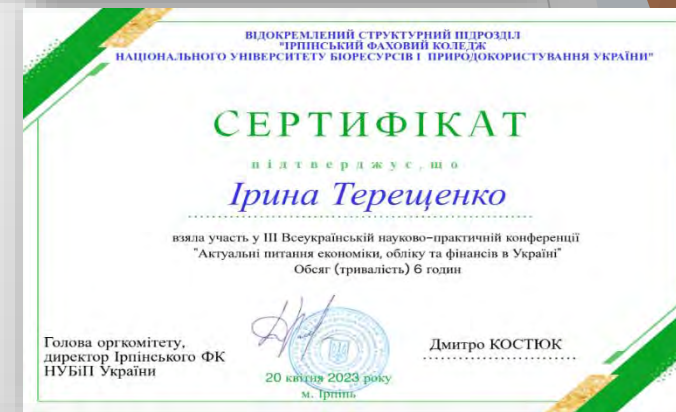 ВІДОКРЕМЛЕНИЙ СТРУКТУРНИЙ ПІДРОЗДІЛ
"ІРПІНСЬКИЙ ФАХОВИЙ КОЛЕДЖ
НАЦІОНАЛЬНОГО УНІВЕРСИТЕТУ БІОРЕСУРСІВ І ПРИРОДОКОРИСТУВАННЯ УКРАЇНИ"
СЕРТИФІКАТ
підтверджує, що
Ірина Терещенко
взяла участь у ІІІ Всеукраїнській науково-практичній конференції
"Актуальні питання економіки, обліку та фінансів в Україні"
Обсяг (тривалість) 6 годин
Голова оргкомітету,
директор Ірпінського ФК
НУБіП України
Дмитро КОСТЮК
20 квітня 2023 року
м. Ірпінь